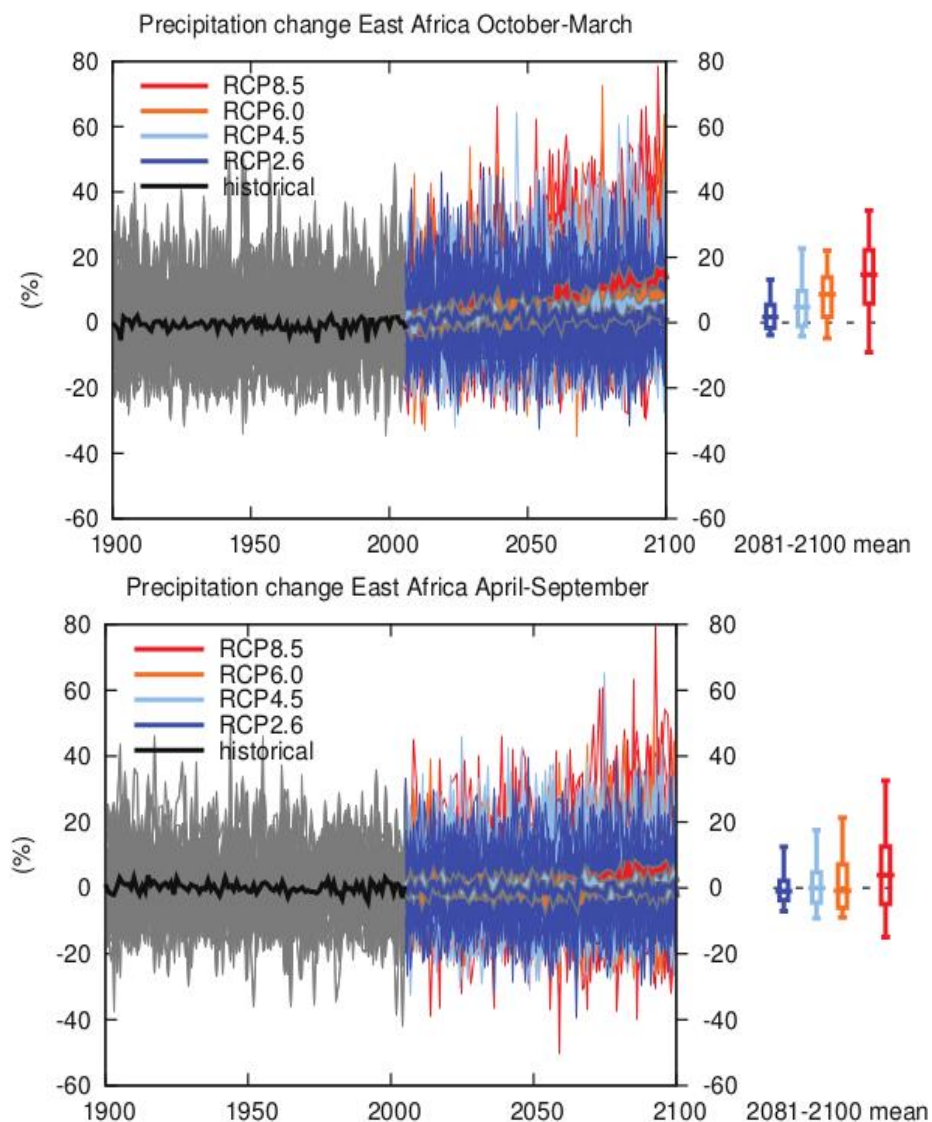 Precipitation change East Africa October-March
(%)
80
60
40
20
0
-20
-40
-60
RCP8.5
RCP6.0
RCP4.5
RCP2.6
historical
80
60
40
20
0
-20
-40
-60
1900 1950 2000 2050 2100 2081-2100 mean
Precipitation change East Africa April-September
(%)
80
60
40
20
0
-20
-40
-60
RCP8.5
RCP6.0
RCP4.5
RCP2.6
historical
80
60
40
20
0
-20
-40
-60
1900 1950 2000 2050 2100 2081-2100 mean